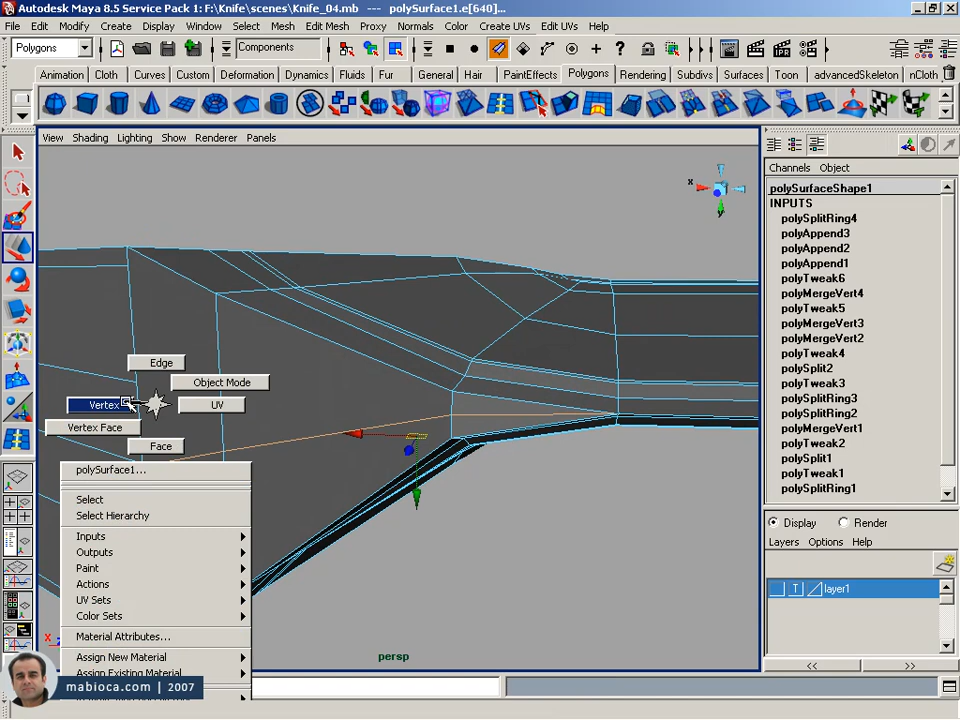 Autodesk Maya 8.5 Service Pack 1: F:\Knife\scenes\Knife_04.mb --- polySurface1.e[640]...
File Edit Modify Create Display Window Select Mesh Edit Mesh Proxy Normals Color Create UVs Edit UVs Help
Polygons Components
Animation Cloth Curves Custom Deformation Dynamics Fluids Fur General Hair PaintEffects Polygons Rendering Subdivs Surfaces Toon advancedSkeleton nCloth
View Shading Lighting Show Renderer Panels
Channels Object
polySurfaceShape1
INPUTS
polySplitRing4
polyAppend3
polyAppend2
polyAppend1
polyTweak6
polyMergeVert4
polyTweak5
polyMergeVert3
polyMergeVert2
polyTweak4
polySplit2
polyTweak3
polySplitRing3
polySplitRing2
polyMergeVert1
polyTweak2
polySplit1
polyTweak1
polySplitRing1
Display Render
Layers Options Help
T layer1
<< >>
x
y
Edge
Object Mode
Vertex
UV
Vertex Face
Face
polySurface1...
Select
Select Hierarchy
Inputs
Outputs
Paint
Actions
UV Sets
Color Sets
Material Attributes...
Assign New Material
Assign Existing Material
persp
mabioca.com | 2007